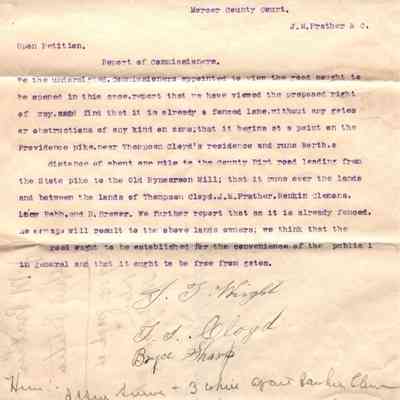 Mercer County Court.
J.M.Prather & C.
Open Petition.
Report of Commissioners.
We the undersigned,Commissioners appointed to view the road sought to
be opened in this case,report that we have viewed the proposed right
of way,and find that it is already a fenced lane,without any gates
or obstructions of any kind on same;that it begins at a point on the
Providence pike,near Thompson Cloyd's residence and runs North.a
distance of about one mile to the County Dirt road leading from
the State pike to the Old Rynearson Mill; that it runs over the lands
and between the lands of Thompson Cloyd,J.M.Prather,Rankin Clemens,
Webb,and D.Brewer. We further report that as it is already fenced,
no will result to the above lands owners; we think that the
road ought to be established for the convenience of the public
in general and that it ought to be free from gates.
Wright
Cloyd
Bryce Sharp